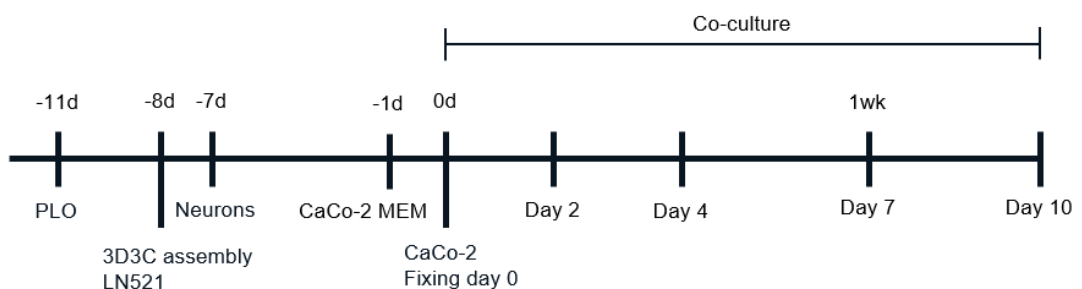 Co-culture
-11d
-8d
-7d
-1d
0d
1wk
PLO
Neurons
CaCo-2 MEM
Day 2
Day 4
Day 7
Day 10
3D3C assembly
LN521
CaCo-2
Fixing day 0